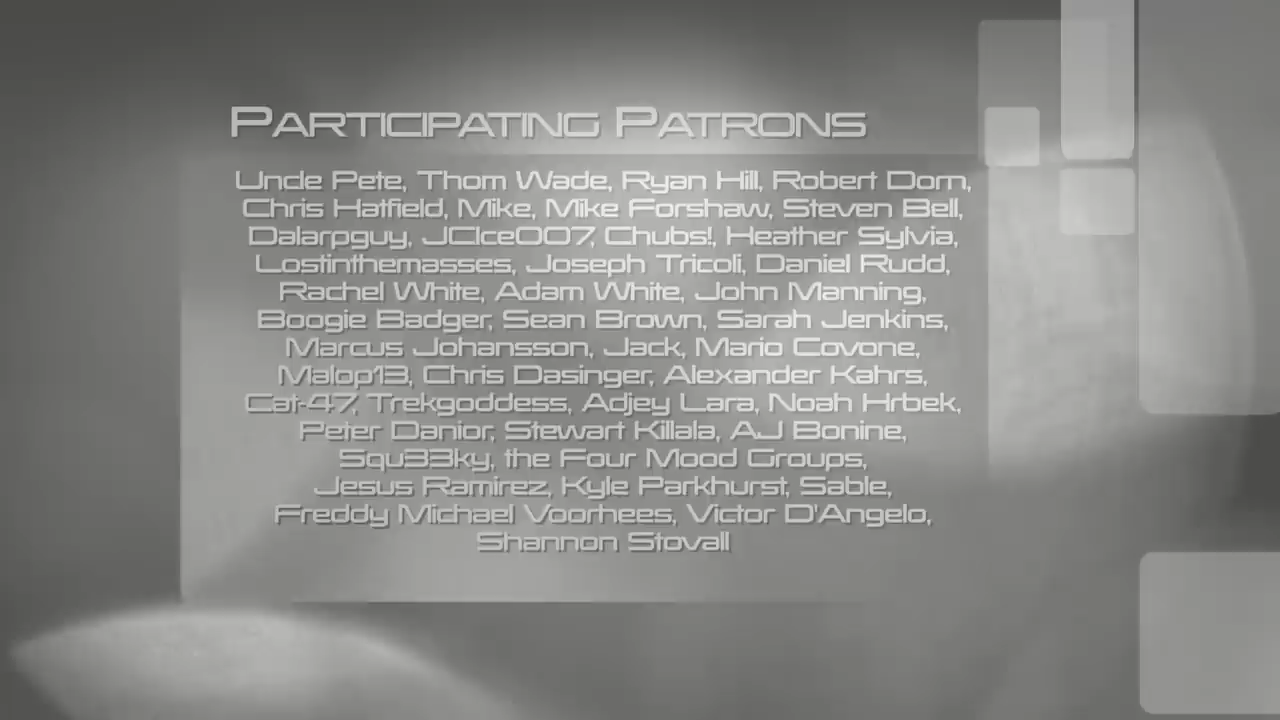 Participating Patrons
Uncle Pete, Thom Wade, Ryan Hill, Robert Dorn,
Chris Hatfield, Mike, Mike Forshaw, Steven Bell,
Dalarpguy, JCIce007, Chubs!, Heather Sylvia,
Lostinthemasses, Joseph Tricoli, Daniel Rudd,
Rachel White, Adam White, John Manning,
Boogie Badger, Sean Brown, Sarah Jenkins,
Marcus Johansson, Jack, Mario Covone,
Malop13, Chris Dasinger, Alexander Kahrs,
Cat-47, Trekgoddess, Adjey Lara, Noah Hrbek,
Peter Danior, Stewart Killala, AJ Bonine,
Squ33ky, the Four Mood Groups,
Jesus Ramirez, Kyle Parkhurst, Sable,
Freddy Michael Voorhees, Victor D'Angelo,
Shannon Stovall